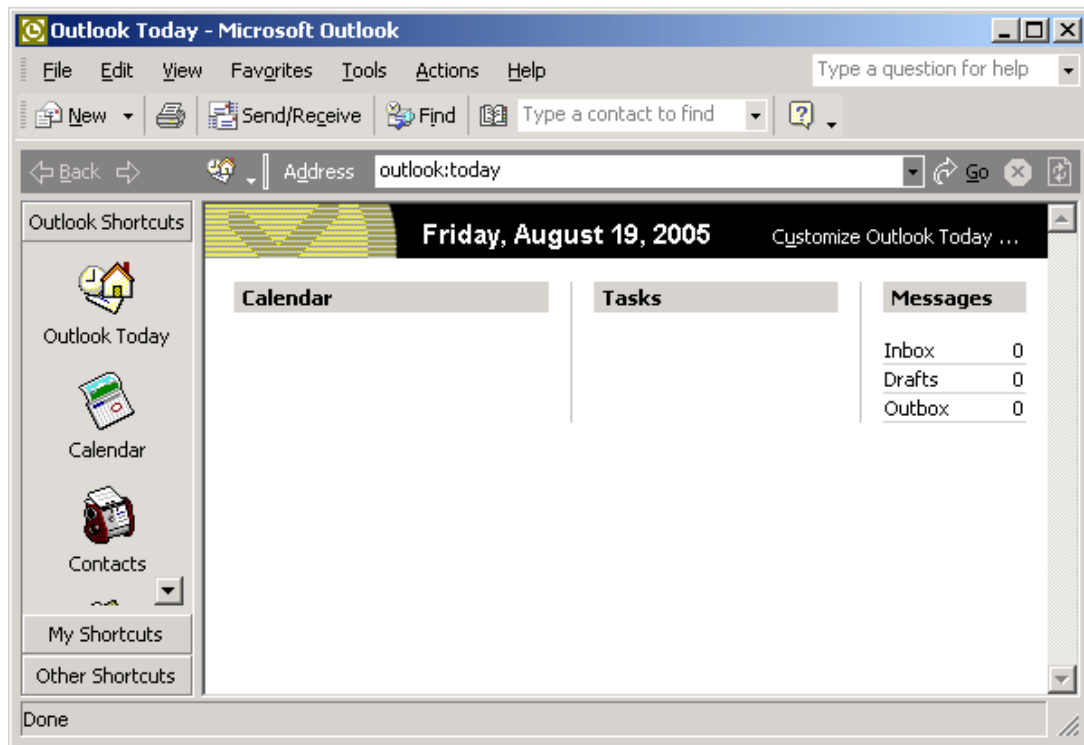 Outlook Today - Microsoft Outlook
File Edit View Favorites Tools Actions Help Type a question for help
New Send/Receive Find Type a contact to find
Back Address outlook:today Go
Outlook Shortcuts
Friday, August 19, 2005 Customize Outlook Today ...
Calendar Tasks Messages
Outlook Today
Inbox 0
Drafts 0
Outbox 0
Calendar
Contacts
My Shortcuts
Other Shortcuts
Done